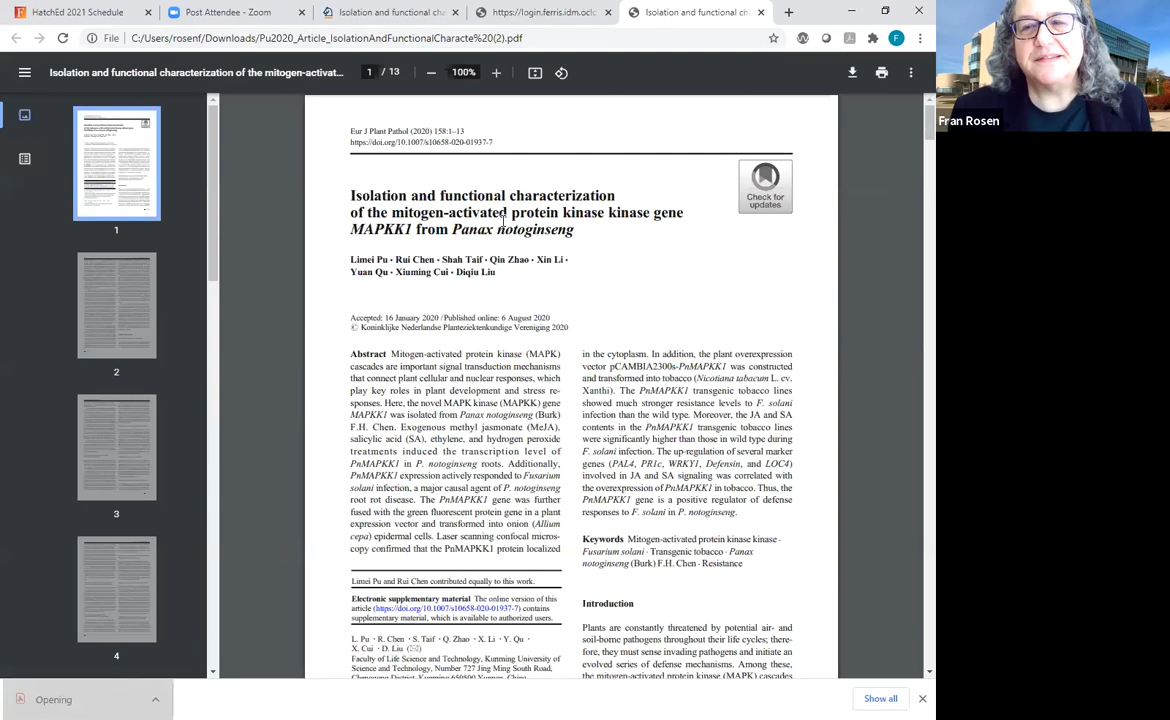 HatchEd 2021 Schedule
Post Attendee - Zoom
Isolation and functional cha
https://login.ferris.idm.oclc
Isolation and functional cha
File
C:/Users/rosenf/Downloads/Pu2020_Article_IsolationAndFunctionalCharacte%20(2).pdf
Isolation and functional characterization of the mitogen-activat...
1 / 13
100%
Fran Rosen
1
2
3
4
Eur J Plant Pathol (2020) 158:1–13
https://doi.org/10.1007/s10658-020-01937-7
Check for
updates
Isolation and functional characterization
of the mitogen-activated protein kinase kinase gene
MAPKK1 from Panax notoginseng
Limei Pu · Rui Chen · Shah Taif · Qin Zhao · Xin Li ·
Yuan Qu · Xiuming Cui · Diqiu Liu
Accepted: 16 January 2020 / Published online: 6 August 2020
© Koninklijke Nederlandse Planteziektenkundige Vereniging 2020
Abstract Mitogen-activated protein kinase (MAPK)
cascades are important signal transduction mechanisms
that connect plant cellular and nuclear responses, which
play key roles in plant development and stress re-
sponses. Here, the novel MAPK kinase (MAPKK) gene
MAPKK1 was isolated from Panax notoginseng (Burk)
F.H. Chen. Exogenous methyl jasmonate (MeJA),
salicylic acid (SA), ethylene, and hydrogen peroxide
treatments induced the transcription level of
PnMAPKK1 in P. notoginseng roots. Additionally,
PnMAPKK1 expression actively responded to Fusarium
solani infection, a major causal agent of P. notoginseng
root rot disease. The PnMAPKK1 gene was further
fused with the green fluorescent protein gene in a plant
expression vector and transformed into onion (Allium
cepa) epidermal cells. Laser scanning confocal micros-
copy confirmed that the PnMAPKK1 protein localized
Limei Pu and Rui Chen contributed equally to this work.
Electronic supplementary material The online version of this
article (https://doi.org/10.1007/s10658-020-01937-7) contains
supplementary material, which is available to authorized users.
L. Pu · R. Chen · S. Taif · Q. Zhao · X. Li · Y. Qu ·
X. Cui · D. Liu (✉)
Faculty of Life Science and Technology, Kunming University of
Science and Technology, Number 727 Jing Ming South Road,
Chenggong District, Kunming 650500 Yunnan, China
in the cytoplasm. In addition, the plant overexpression
vector pCAMBIA2300s-PnMAPKK1 was constructed
and transformed into tobacco (Nicotiana tabacum L. cv.
Xanthi). The PnMAPKK1 transgenic tobacco lines
showed much stronger resistance levels to F. solani
infection than the wild type. Moreover, the JA and SA
contents in the PnMAPKK1 transgenic tobacco lines
were significantly higher than those in wild type during
F. solani infection. The up-regulation of several marker
genes (PAL4, PR1c, WRKY1, Defensin, and LOC4)
involved in JA and SA signaling was correlated with
the overexpression of PnMAPKK1 in tobacco. Thus, the
PnMAPKK1 gene is a positive regulator of defense
responses to F. solani in P. notoginseng.
Keywords Mitogen-activated protein kinase kinase ·
Fusarium solani · Transgenic tobacco · Panax
notoginseng (Burk) F.H. Chen · Resistance
Introduction
Plants are constantly threatened by potential air- and
soil-borne pathogens throughout their life cycles; there-
fore, they must sense invading pathogens and initiate an
evolved series of defense mechanisms. Among these,
the mitogen-activated protein kinase (MAPK) cascades
Opening
Show all